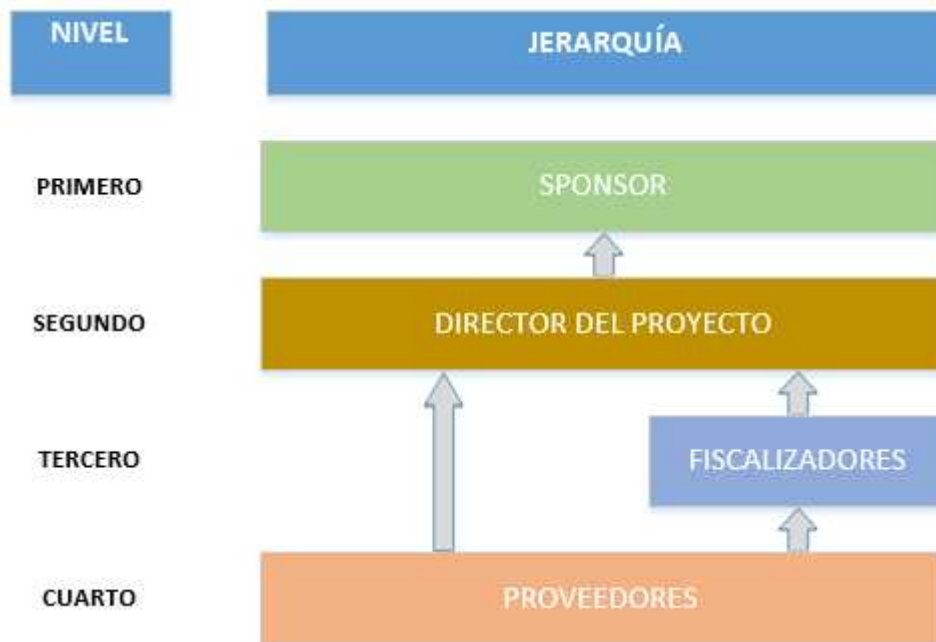 NIVEL
JERARQUÍA
PRIMERO
SPONSOR
SEGUNDO
DIRECTOR DEL PROYECTO
TERCERO
FISCALIZADORES
CUARTO
PROVEEDORES